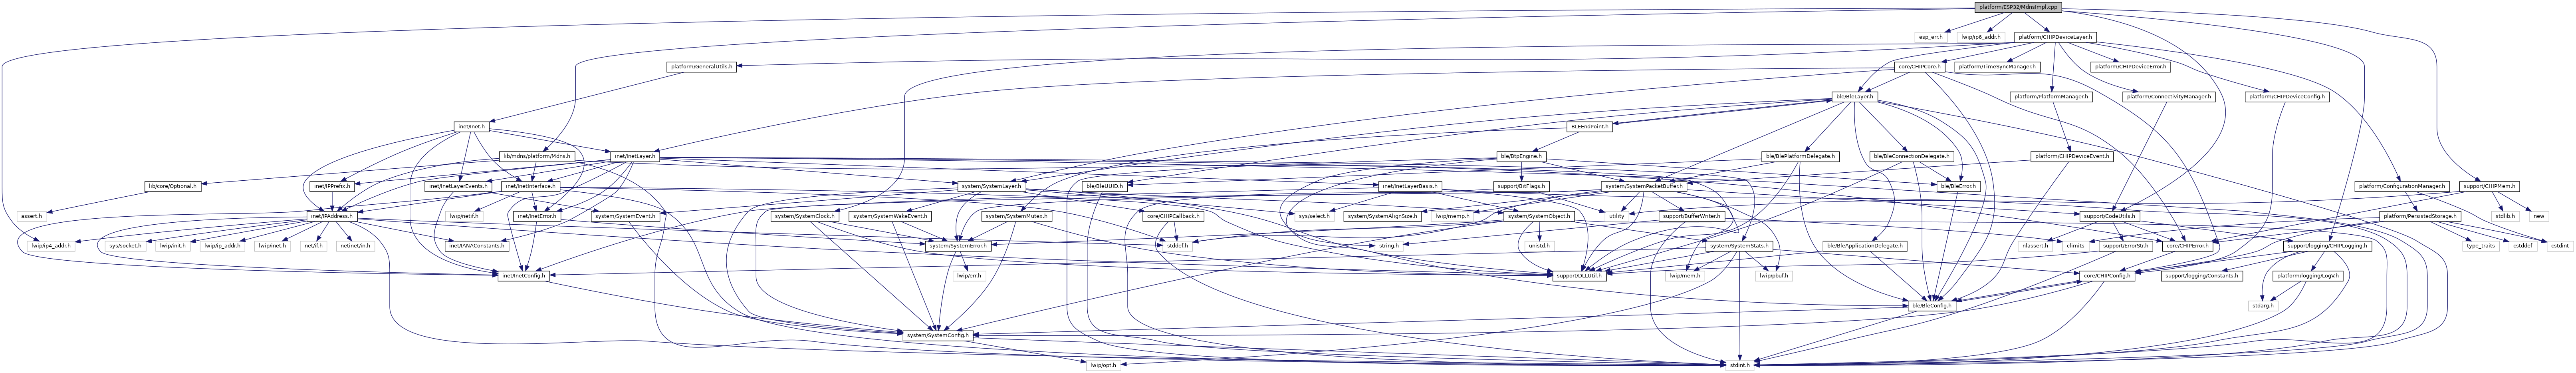 platform/ESP32/MdnsImpl.cpp
esp_err.h
lwip/ip6_addr.h
platform/CHIPDeviceLayer.h
platform/GeneralUtils.h
core/CHIPCore.h
platform/TimeSyncManager.h
platform/CHIPDeviceError.h
ble/BleLayer.h
platform/PlatformManager.h
platform/ConnectivityManager.h
platform/CHIPDeviceConfig.h
inet/Inet.h
BLEEndPoint.h
lib/mdns/platform/Mdns.h
inet/InetLayer.h
ble/BtpEngine.h
ble/BlePlatformDelegate.h
ble/BleConnectionDelegate.h
platform/CHIPDeviceEvent.h
lib/core/Optional.h
inet/IPPrefix.h
inet/InetLayerEvents.h
inet/InetInterface.h
system/SystemLayer.h
ble/BleUUID.h
inet/InetLayerBasis.h
support/BitFlags.h
system/SystemPacketBuffer.h
ble/BleError.h
platform/ConfigurationManager.h
support/CHIPMem.h
assert.h
inet/IPAddress.h
lwip/netif.h
inet/InetError.h
system/SystemEvent.h
system/SystemClock.h
system/SystemWakeEvent.h
system/SystemMutex.h
core/CHIPCallback.h
sys/select.h
system/SystemAlignSize.h
lwip/memp.h
system/SystemObject.h
utility
support/BufferWriter.h
support/CodeUtils.h
platform/PersistedStorage.h
stdlib.h
new
lwip/ip4_addr.h
sys/socket.h
lwip/init.h
lwip/ip_addr.h
lwip/inet.h
net/if.h
netinet/in.h
inet/IANAConstants.h
system/SystemError.h
stddef.h
string.h
unistd.h
system/SystemStats.h
ble/BleApplicationDelegate.h
nlassert.h
climits
support/ErrorStr.h
core/CHIPError.h
support/logging/CHIPLogging.h
type_traits
cstddef
cstdint
inet/InetConfig.h
lwip/err.h
support/DLLUtil.h
lwip/mem.h
lwip/pbuf.h
core/CHIPConfig.h
support/logging/Constants.h
platform/logging/LogV.h
ble/BleConfig.h
stdarg.h
system/SystemConfig.h
lwip/opt.h
stdint.h